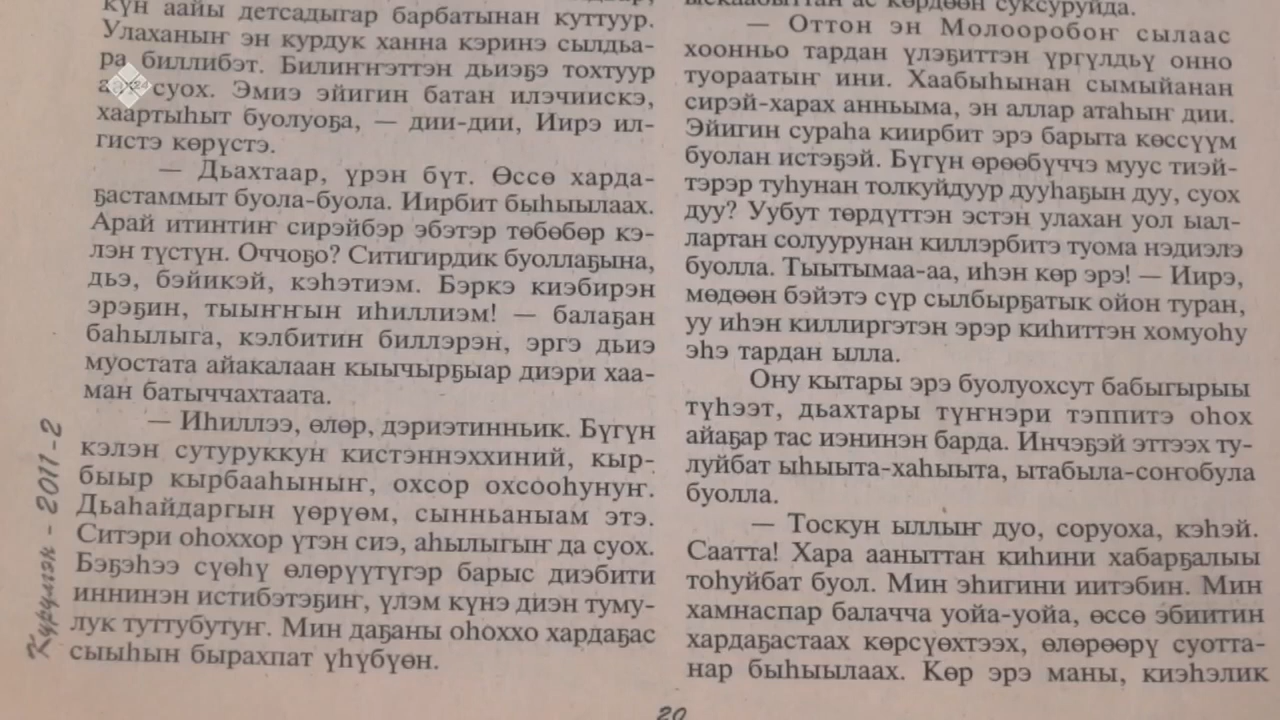 күн аайы детсадыгар барбатынан куттуур.
Улаханыҥ эн курдук ханна кэринэ сылдьа-
ра биллибэт. Билиҥҥэттэн дьиэҕэ тохтуур
суох. Эмиэ эйигин батан илэчиискэ,
хаартыһыт буолуоҕа, — дии-дии, Иирэ ил-
гистэ көрүстэ.
— Дьахтаар, үрэн бүт. Өссө харда-
ҕастаммыт буола-буола. Иирбит быһыылаах.
Арай итинтиҥ сирэйбэр эбэтэр төбөбөр кэ-
лэн түстүн. Оччоҕо? Ситигирдик буоллаҕына,
дьэ, бэйикэй, кэһэтиэм. Бэркэ киэбирэн
эрэҕин, тыыҥҥын иһиллиэм! — балаҕан
баһылыга, кэлбитин биллэрэн, эргэ дьиэ
муостата айакалаан кыычырҕыар диэри хаа-
ман батыччахтаата.
— Иһиллээ, өлөр, дэриэтинньик. Бүгүн
кэлэн сутуруккун кистэннэххиний, кыр-
быыр кырбааһыныҥ, охсор охсооһунуҥ.
Дьаһайдаргын үөрүөм, сынньаныам этэ.
Ситэри оһоххор үтэн сиэ, аһылыгыҥ да суох.
Бэҕэһээ сүөһү өлөрүүтүгэр барыс диэбити
иннинэн истибэтэҕиҥ, үлэм күнэ диэн туму-
лук туттубутуҥ. Мин даҕаны оһоххо хардаҕас
сыыһын бырахпат үһүбүөн.
Күрүлгэн - 2011-2
ыскаабыттан ас көрдөөн суксуруйда.
— Оттон эн Молооробоҥ сылаас
хоонньо тардан үлэҕиттэн үргүлдьү онно
туораатыҥ ини. Хаабыһынан сымыйанан
сирэй-харах анньыма, эн аллар атаһыҥ дии.
Эйигин сураһа киирбит эрэ барыта көссүүм
буолан истэҕэй. Бүгүн өрөөбүччэ муус тиэй-
тэрэр туһунан толкуйдуур дууһаҕын дуу, суох
дуу? Уубут төрдүттэн эстэн улахан уол ыал-
лартан солуурунан киллэрбитэ туома нэдиэлэ
буолла. Тыытымаа-аа, иһэн көр эрэ! — Иирэ,
мөдөөн бэйэтэ сүр сылбырҕатык ойон туран,
уу иһэн киллиргэтэн эрэр киһиттэн хомуоһу
эһэ тардан ылла.
Ону кытары эрэ буолуохсут бабыгырыы
түһээт, дьахтары түҥнэри тэппитэ оһох
айаҕар тас иэнинэн барда. Инчэҕэй эттээх ту-
луйбат ыһыыта-хаһыыта, ытабыла-соҥобула
буолла.
— Тоскун ыллыҥ дуо, соруоха, кэһэй.
Саатта! Хара ааныттан киһини хабарҕалыы
тоһуйбат буол. Мин эһигини иитэбин. Мин
хамнаспар балачча уойа-уойа, өссө эбиитин
хардаҕастаах көрсүөхтээх, өлөрөөрү суотта-
нар быһыылаах. Көр эрэ маны, киэһэлик
20